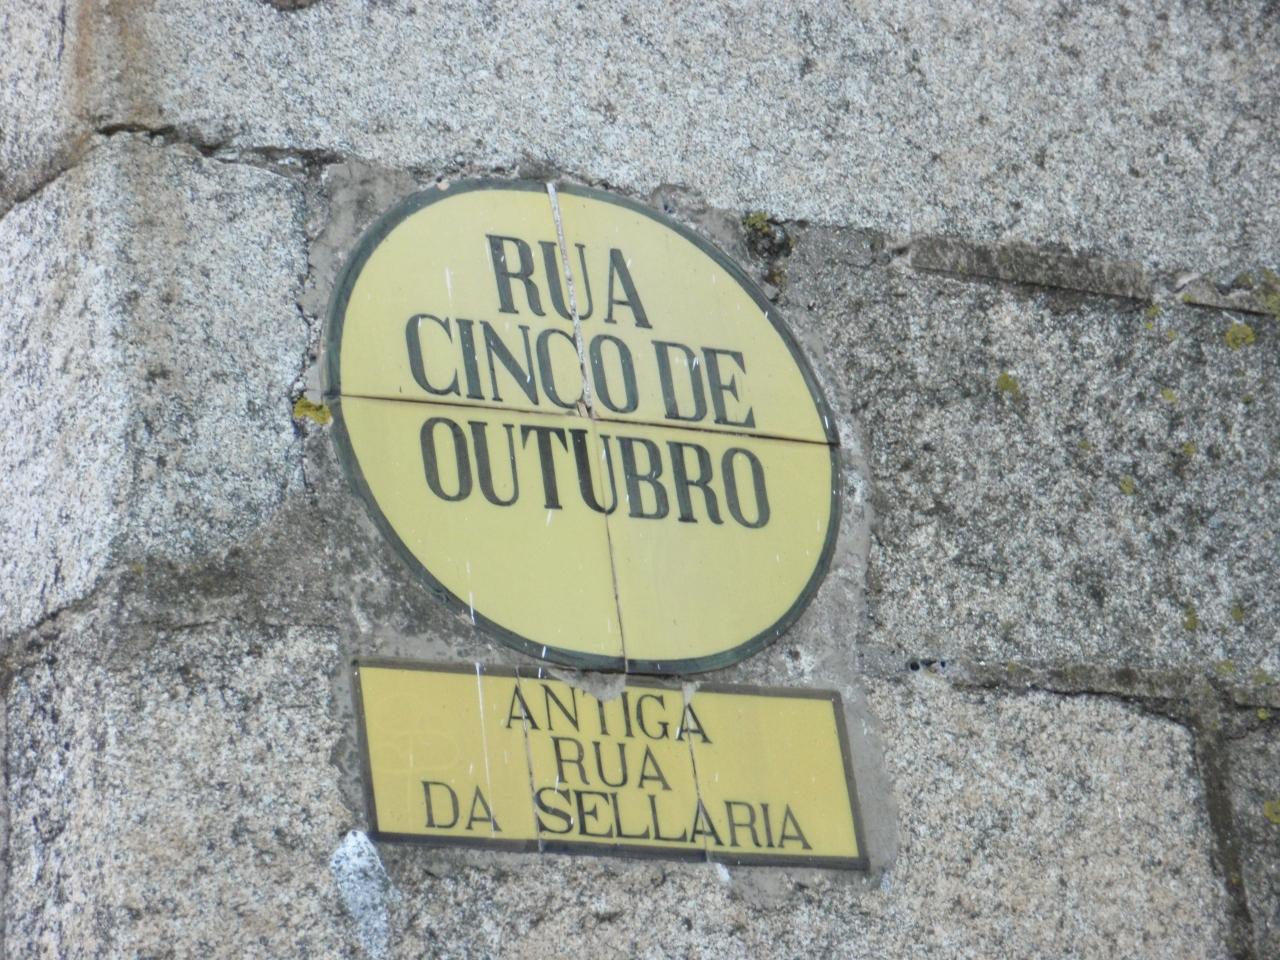 RUA
CINCO DE
OUTUBRO
ANTIGA
RUA
DA SELLARIA